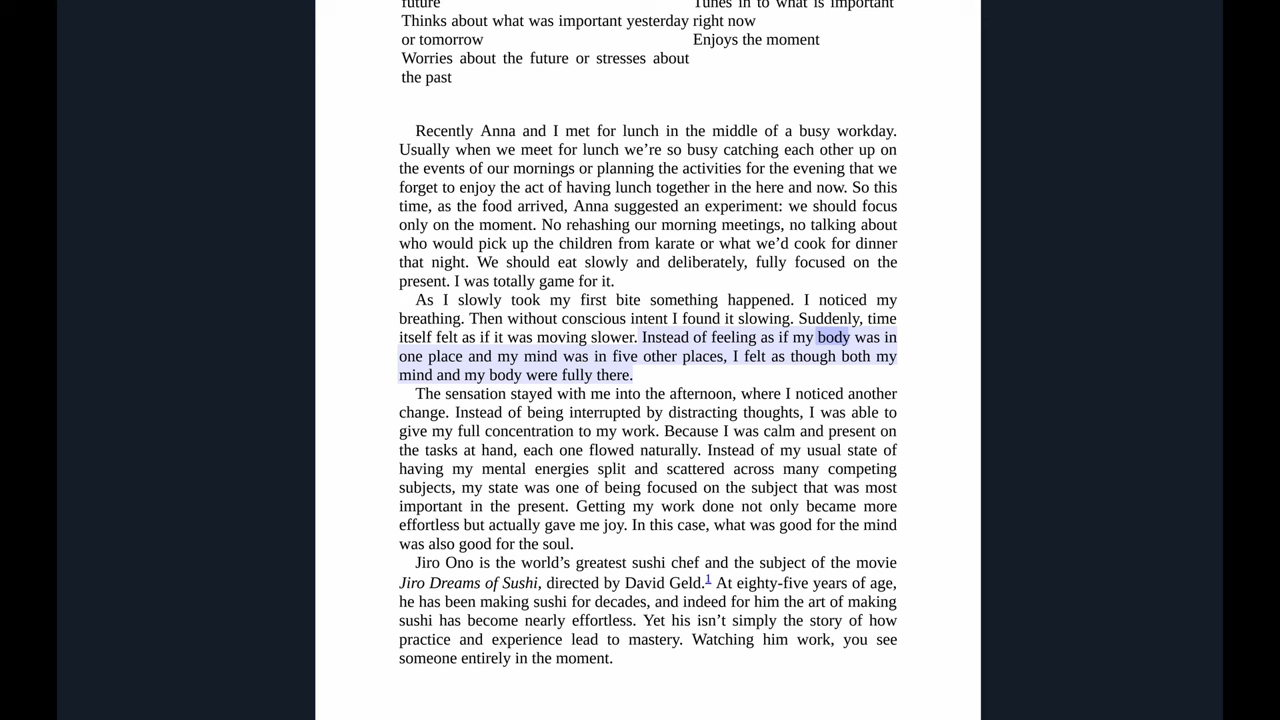 future
Tunes in to what is important
Thinks about what was important yesterday right now
or tomorrow
Enjoys the moment
Worries about the future or stresses about
the past
Recently Anna and I met for lunch in the middle of a busy workday.
Usually when we meet for lunch we’re so busy catching each other up on
the events of our mornings or planning the activities for the evening that we
forget to enjoy the act of having lunch together in the here and now. So this
time, as the food arrived, Anna suggested an experiment: we should focus
only on the moment. No rehashing our morning meetings, no talking about
who would pick up the children from karate or what we’d cook for dinner
that night. We should eat slowly and deliberately, fully focused on the
present. I was totally game for it.
As I slowly took my first bite something happened. I noticed my
breathing. Then without conscious intent I found it slowing. Suddenly, time
itself felt as if it was moving slower. Instead of feeling as if my body was in
one place and my mind was in five other places, I felt as though both my
mind and my body were fully there.
The sensation stayed with me into the afternoon, where I noticed another
change. Instead of being interrupted by distracting thoughts, I was able to
give my full concentration to my work. Because I was calm and present on
the tasks at hand, each one flowed naturally. Instead of my usual state of
having my mental energies split and scattered across many competing
subjects, my state was one of being focused on the subject that was most
important in the present. Getting my work done not only became more
effortless but actually gave me joy. In this case, what was good for the mind
was also good for the soul.
Jiro Ono is the world’s greatest sushi chef and the subject of the movie
Jiro Dreams of Sushi, directed by David Geld.1 At eighty-five years of age,
he has been making sushi for decades, and indeed for him the art of making
sushi has become nearly effortless. Yet his isn’t simply the story of how
practice and experience lead to mastery. Watching him work, you see
someone entirely in the moment.